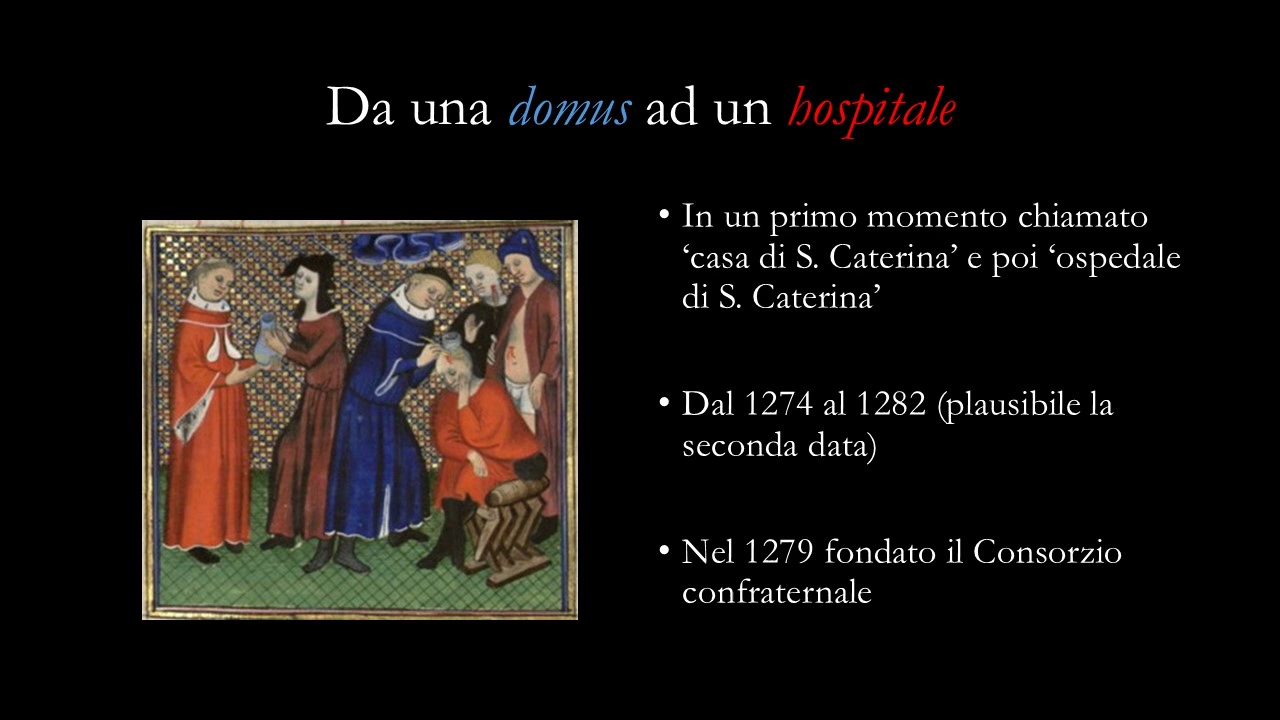 Da una domus ad un hospitale
• In un primo momento chiamato
‘casa di S. Caterina’ e poi ‘ospedale
di S. Caterina’
• Dal 1274 al 1282 (plausibile la
seconda data)
• Nel 1279 fondato il Consorzio
confraternale